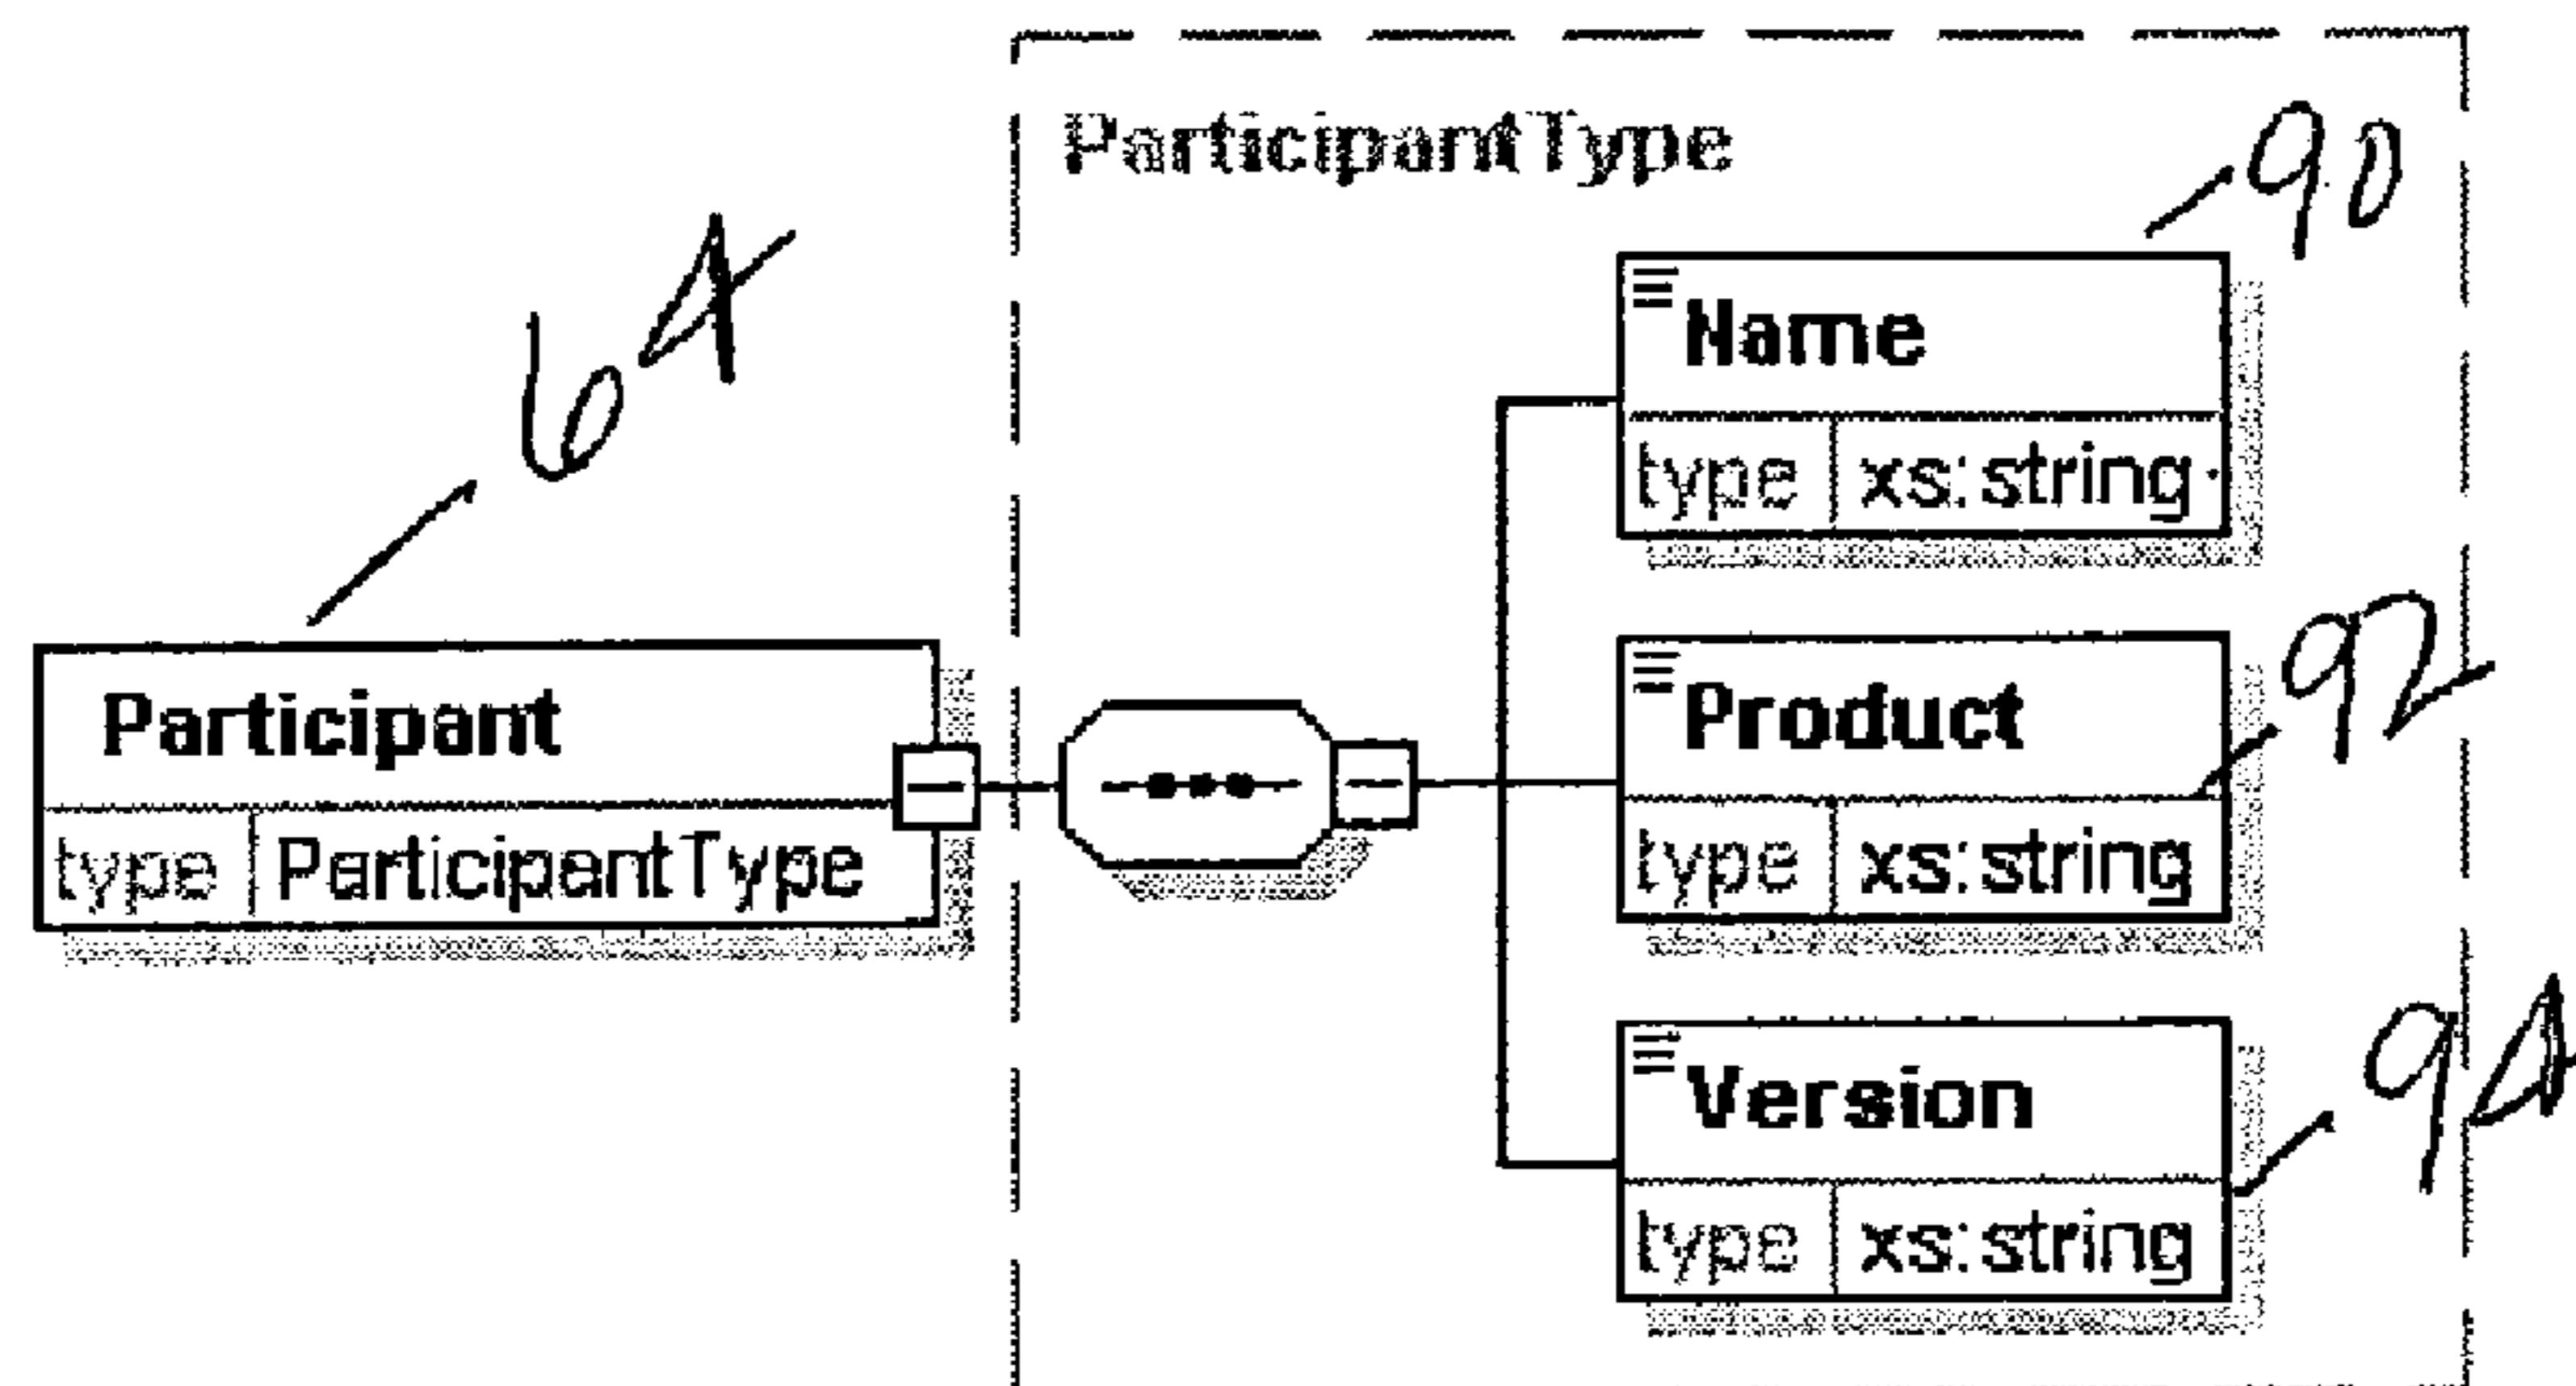 ParticipantType
90
64
Name
type xs:string
92
Participant
type ParticipantType
Product
type xs:string
94
Version
type xs:string